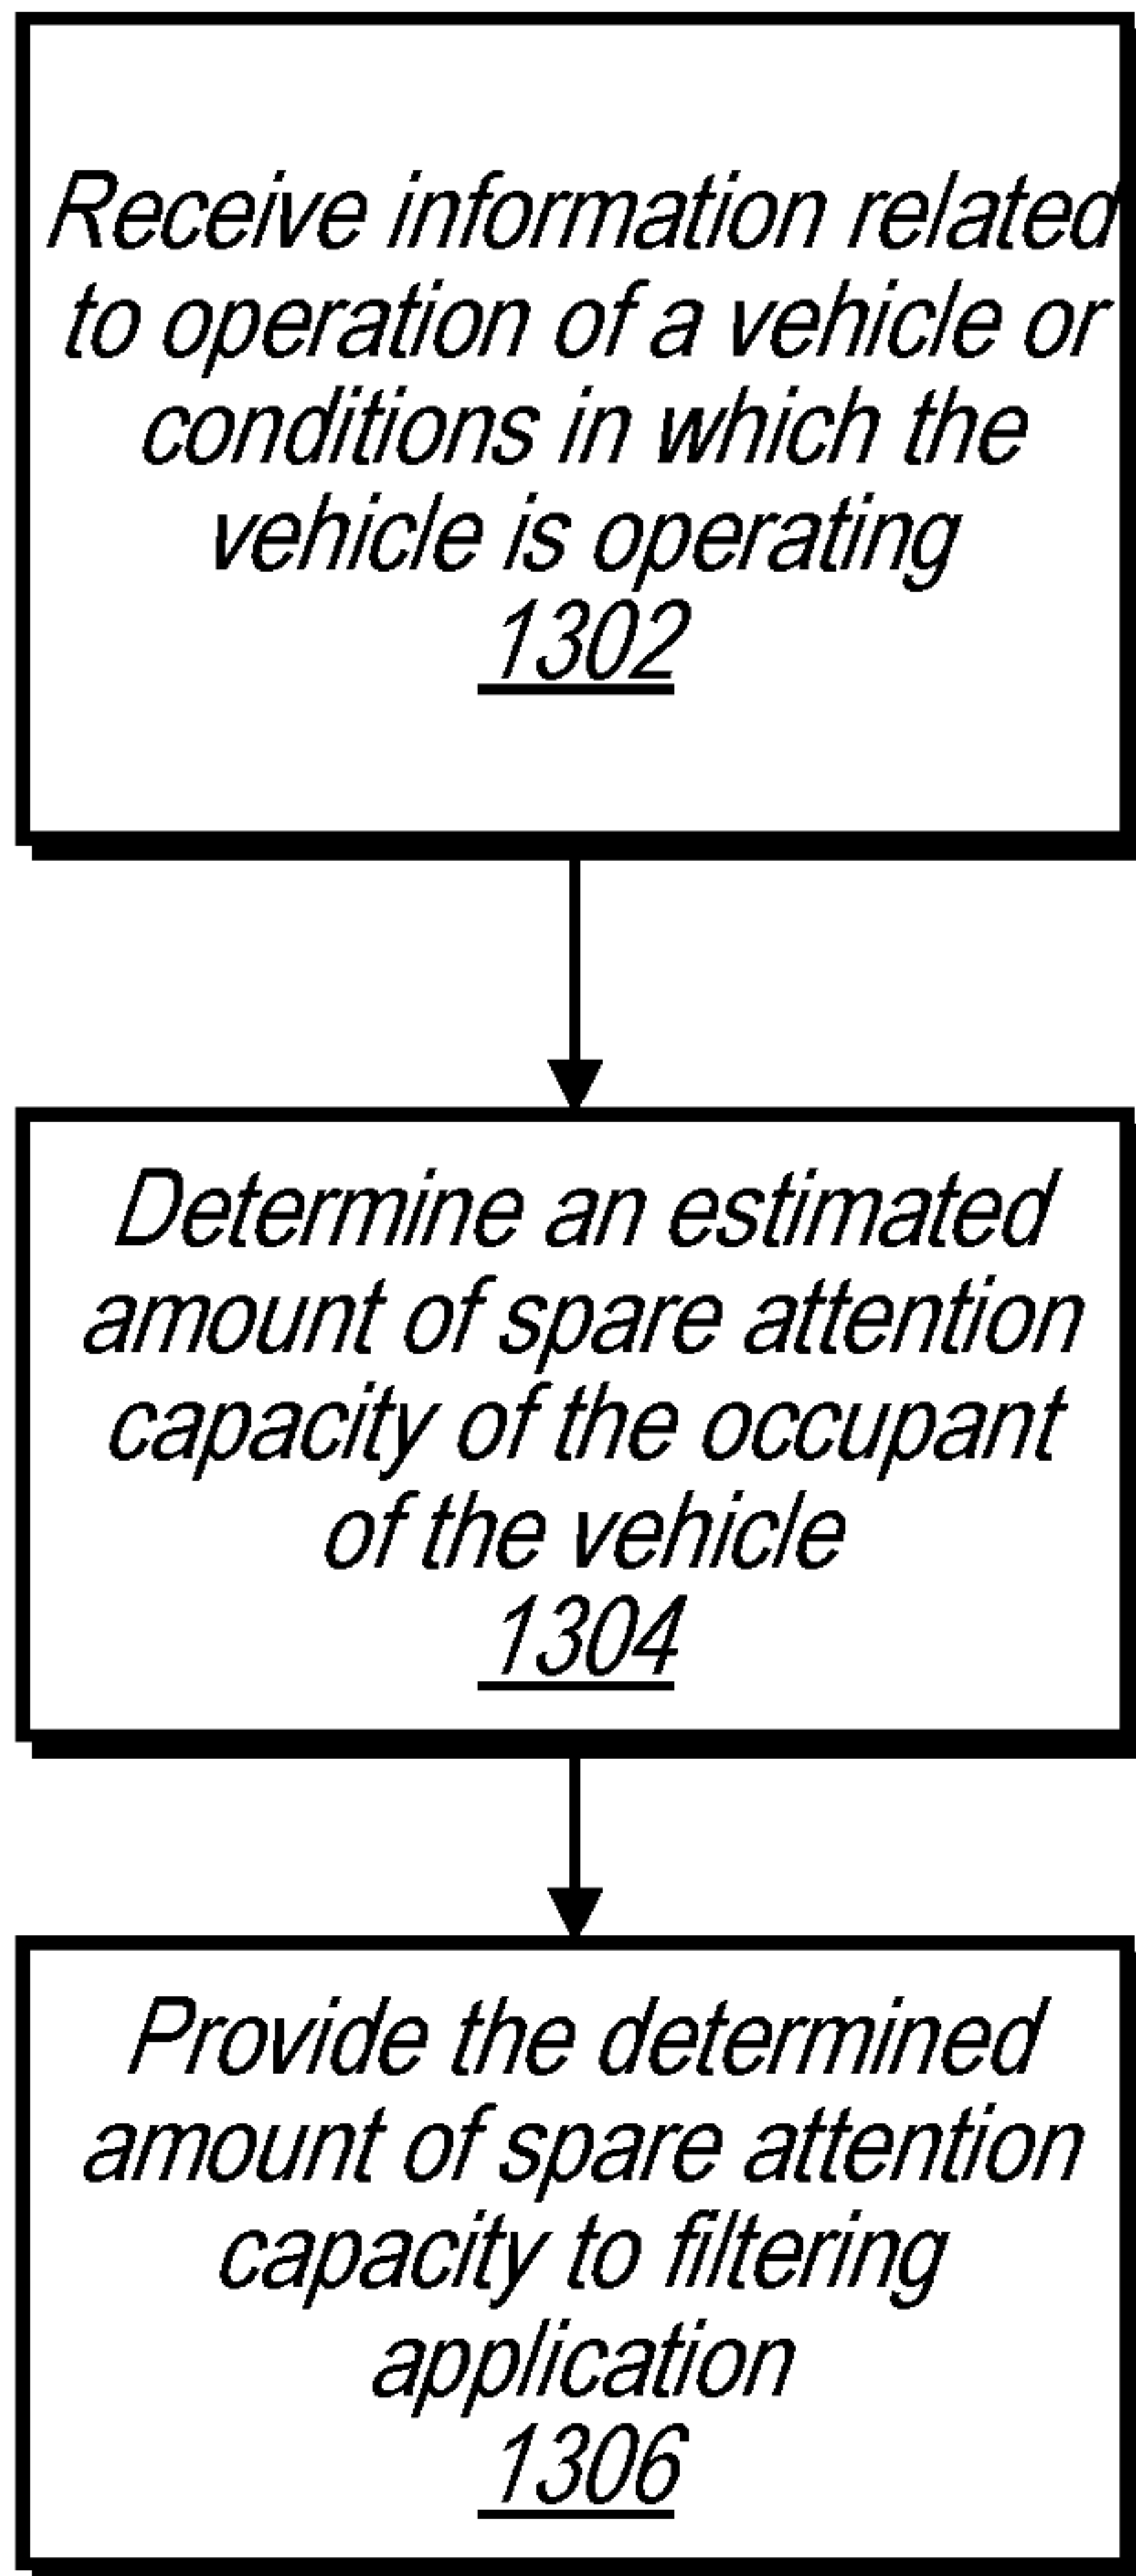 Receive information related
to operation of a vehicle or
conditions in which the
vehicle is operating
1302
Determine an estimated
amount of spare attention
capacity of the occupant
of the vehicle
1304
Provide the determined
amount of spare attention
capacity to filtering
application
1306